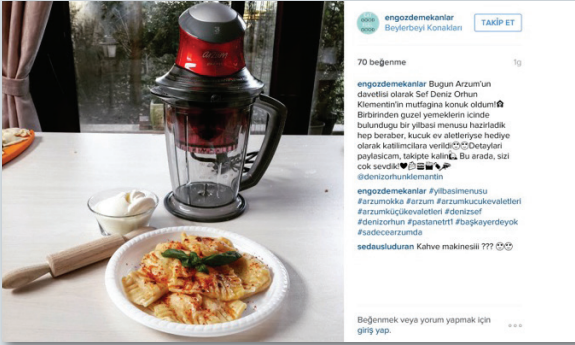 arzum
engozdemekanlar
Beylerbeyi Konakları
TAKİP ET
70 beğenme
1g
engozdemekanlar Bugun Arzum'un
davetlisi olarak Sef Deniz Orhun
Klementin'in mutfagina konuk oldum!
Birbirinden guzel yemeklerin icinde
bulundugu bir yilbasi menusu hazirladik
hep beraber, kucuk ev aletleriyse hediye
olarak katilimcilara verildi Detaylari
paylasicam, takipte kalin Bu arada, sizi
cok sevdik!
@denizorhunklemantin
engozdemekanlar #yilbasimenusu
#arzumokka #arzum #arzumkucukevaletleri
#arzumküçükevaletleri #denizsef
#denizorhun #pastanetrt1 #başkayerdeyok
#sadecearzumda
sedausluduran Kahve makinesiii ???
Beğenmek veya yorum yapmak için
giriş yap.